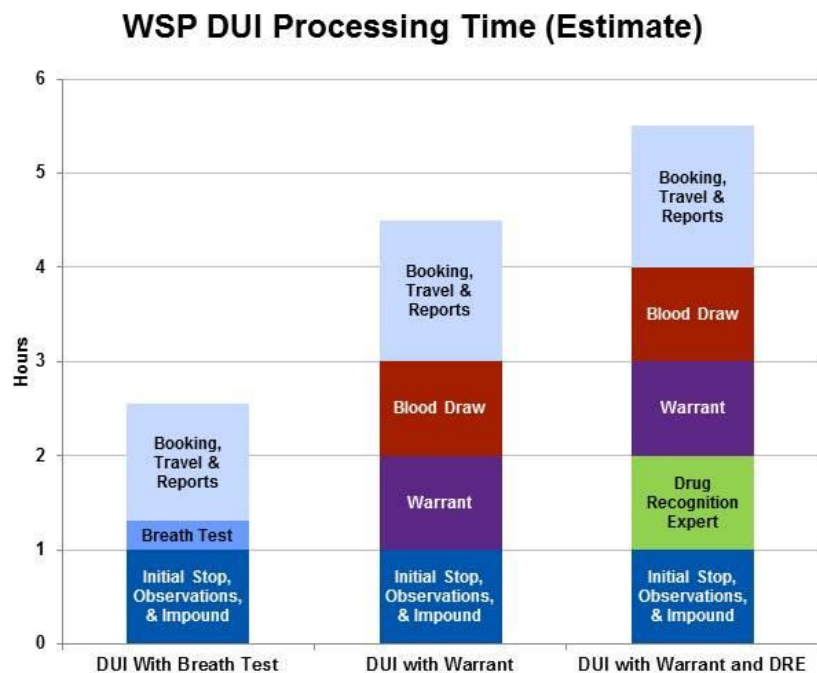 WSP DUI Processing Time (Estimate)
6
5
4
3
2
1
0
Hours
Booking,
Travel &
Reports
Breath Test
Initial Stop,
Observations,
& Impound
Booking,
Travel &
Reports
Blood Draw
Warrant
Initial Stop,
Observations,
& Impound
Booking,
Travel &
Reports
Blood Draw
Warrant
Drug
Recognition
Expert
Initial Stop,
Observations,
& Impound
DUI With Breath Test
DUI with Warrant
DUI with Warrant and DRE